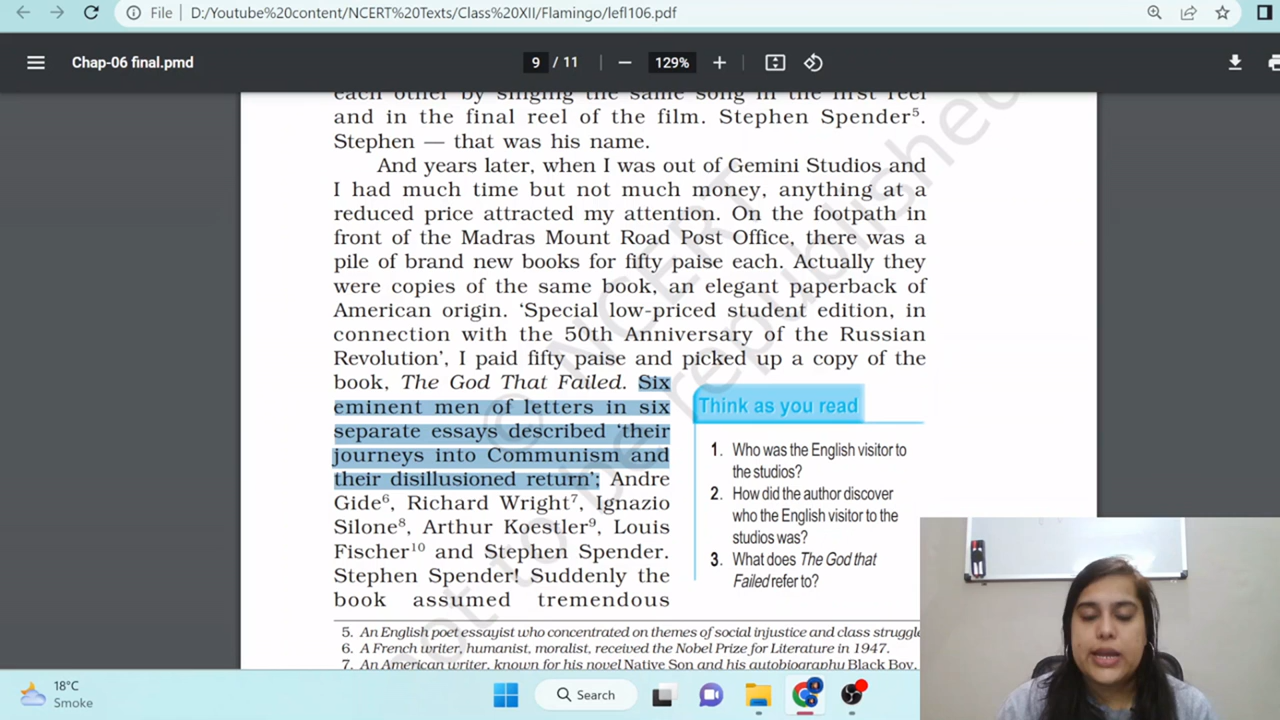 File | D:/Youtube%20content/NCERT%20Texts/Class%20XII/Flamingo/lefl106.pdf
Chap-06 final.pmd
9 / 11
129%
each other by singing the same song in the first reel
and in the final reel of the film. Stephen Spender⁵.
Stephen — that was his name.
And years later, when I was out of Gemini Studios and
I had much time but not much money, anything at a
reduced price attracted my attention. On the footpath in
front of the Madras Mount Road Post Office, there was a
pile of brand new books for fifty paise each. Actually they
were copies of the same book, an elegant paperback of
American origin. ‘Special low-priced student edition, in
connection with the 50th Anniversary of the Russian
Revolution’, I paid fifty paise and picked up a copy of the
book, The God That Failed. Six
eminent men of letters in six
separate essays described ‘their
journeys into Communism and
their disillusioned return’; Andre
Gide⁶, Richard Wright⁷, Ignazio
Silone⁸, Arthur Koestler⁹, Louis
Fischer¹⁰ and Stephen Spender.
Stephen Spender! Suddenly the
book assumed tremendous
Think as you read
1. Who was the English visitor to
the studios?
2. How did the author discover
who the English visitor to the
studios was?
3. What does The God that
Failed refer to?
5. An English poet essayist who concentrated on themes of social injustice and class struggle
6. A French writer, humanist, moralist, received the Nobel Prize for Literature in 1947.
7. An American writer, known for his novel Native Son and his autobiography Black Boy.
© NCERT
not to be republished
18°C
Smoke
Search